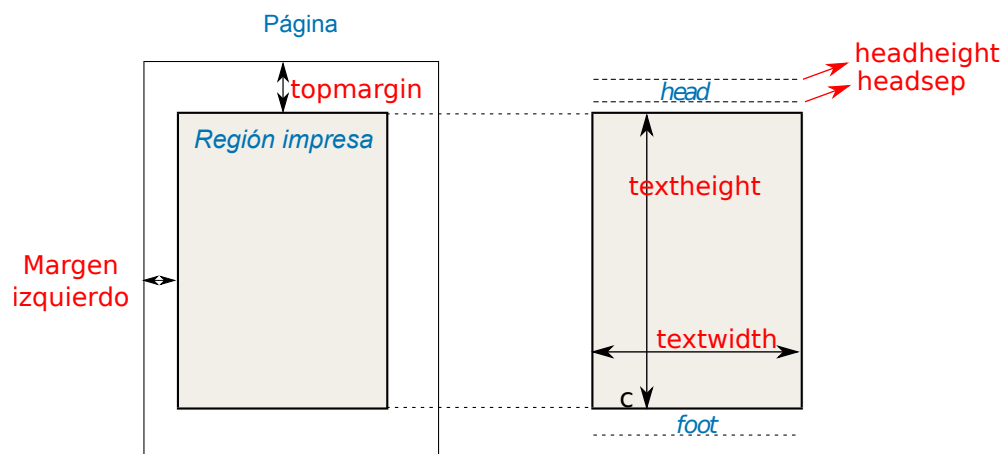 Página
topmargin
Región impresa
Margen
izquierdo
headheight
headsep
head
textheight
textwidth
c
foot